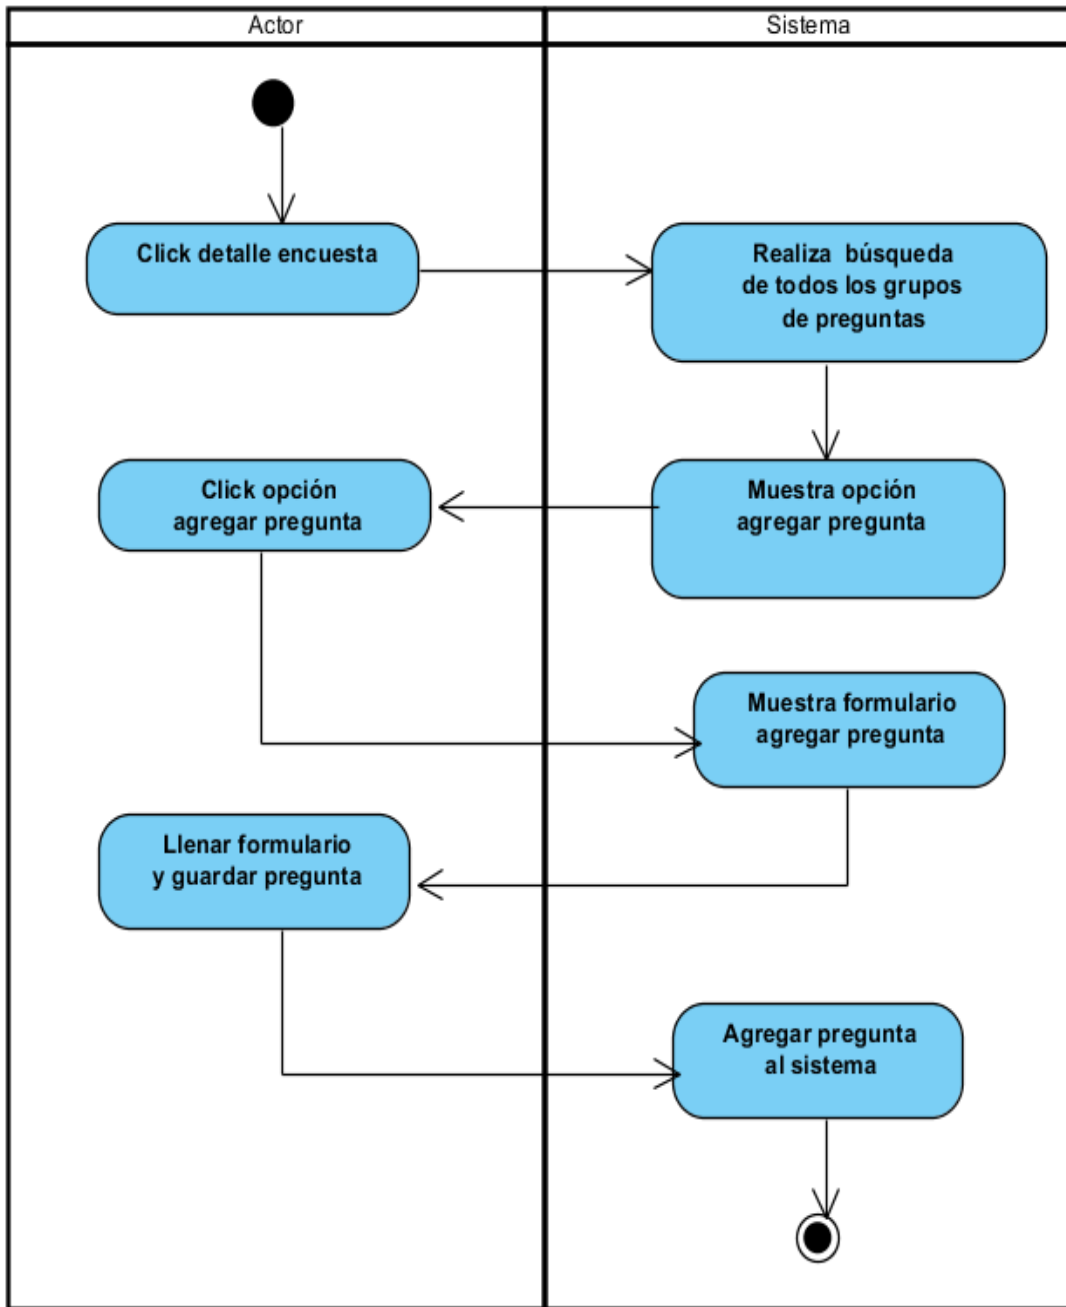 Actor
Sistema
Click detalle encuesta
Realiza búsqueda
de todos los grupos
de preguntas
Muestra opción
agregar pregunta
Click opción
agregar pregunta
Muestra formulario
agregar pregunta
Llenar formulario
y guardar pregunta
Agregar pregunta
al sistema